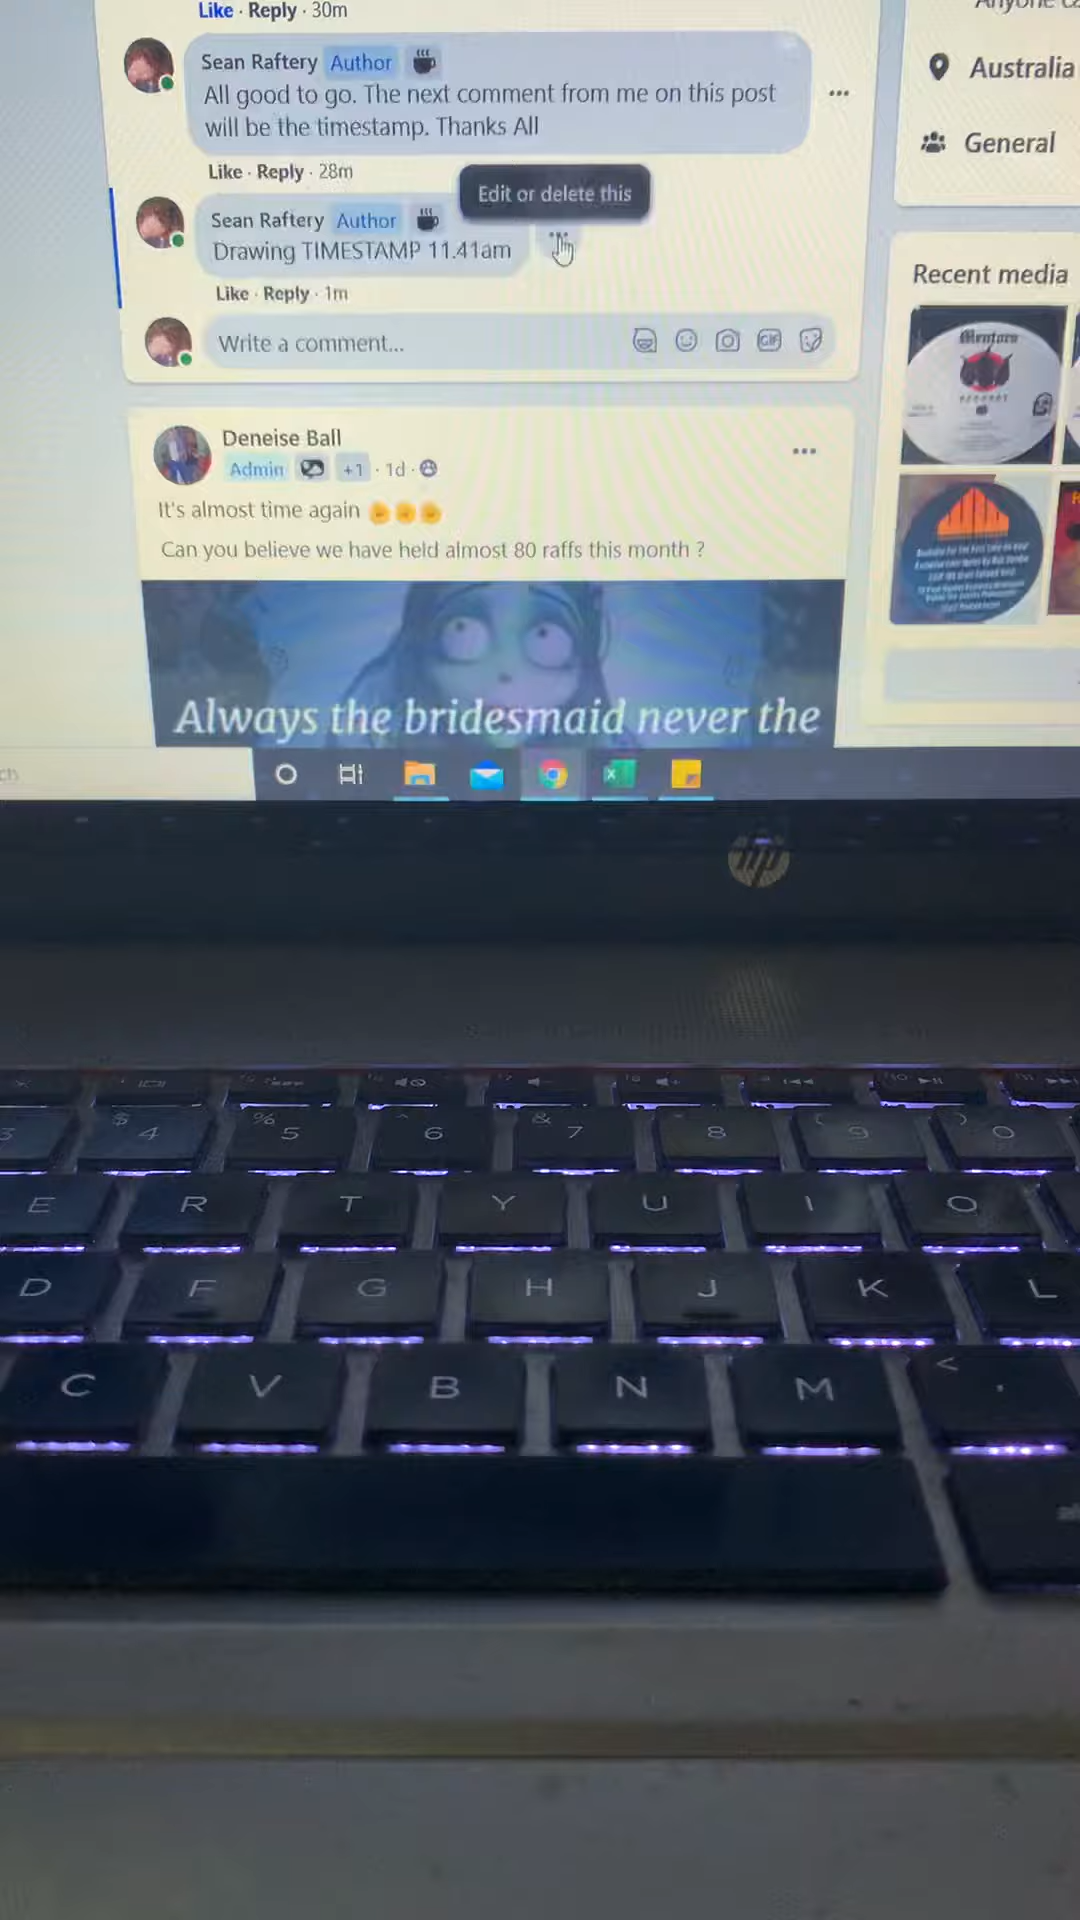 Like · Reply · 30m
Sean Raftery Author
All good to go. The next comment from me on this post
will be the timestamp. Thanks All
Like · Reply · 28m
Edit or delete this
Sean Raftery Author
Drawing TIMESTAMP 11.41am
Like · Reply · 1m
Write a comment...
GIF
Deneise Ball
Admin +1 · 1d ·
It's almost time again
Can you believe we have held almost 80 raffs this month ?
Always the bridesmaid never the
Australia
General
Recent media
Mentors
hp
$ 4 % 5 ^ 6 & 7 * 8 ( 9 ) 0
E R T Y U I O
D F G H J K L
C V B N M < ,